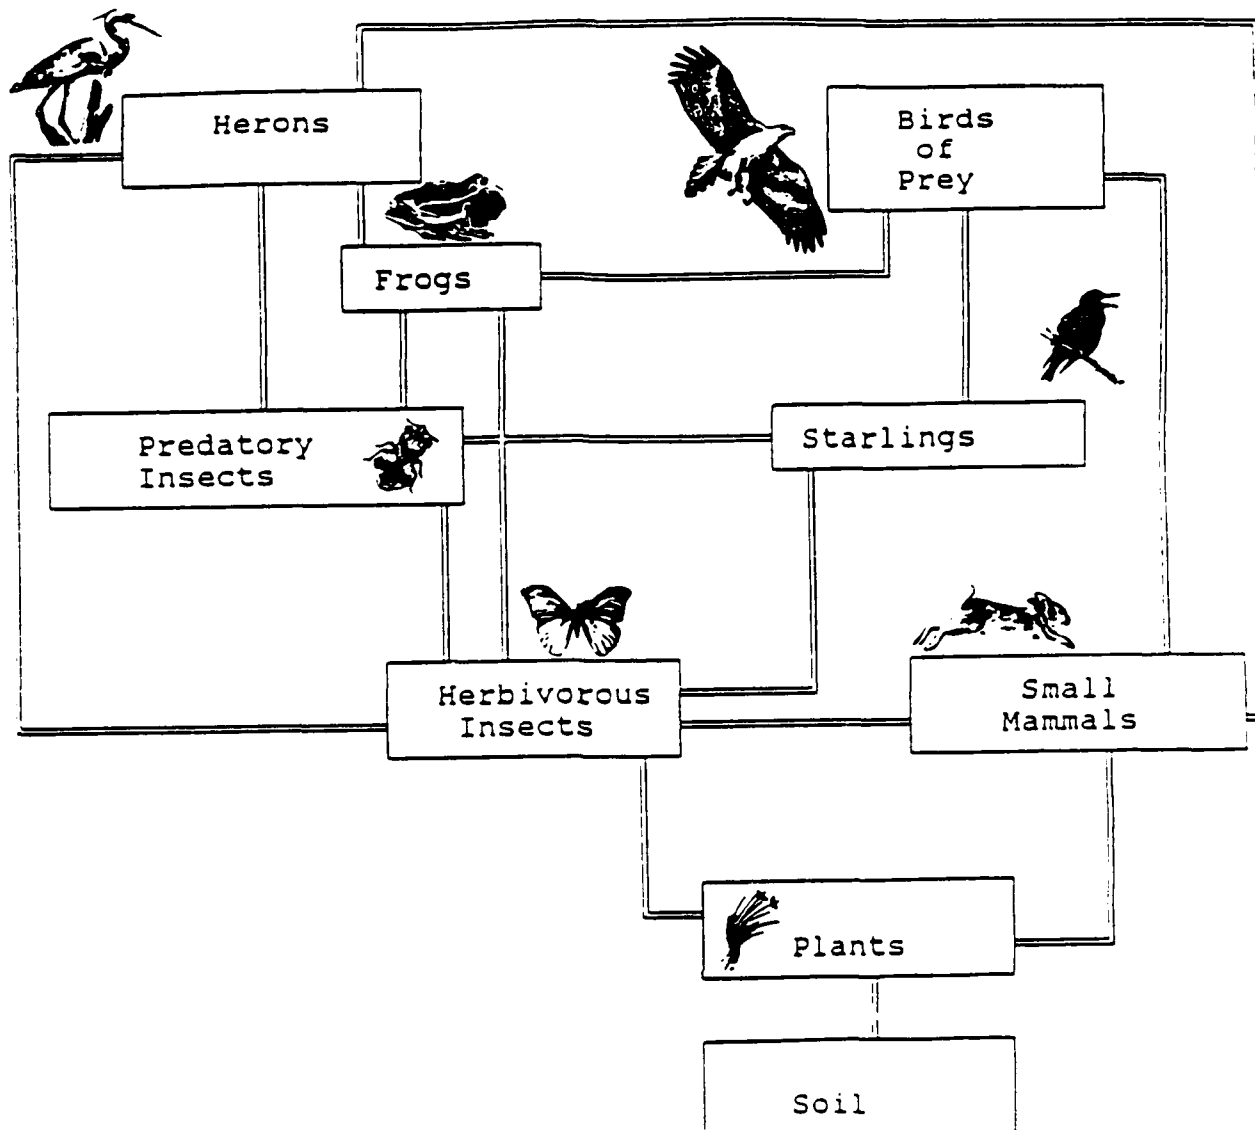 Herons
Birds
of
Prey
Frogs
Predatory
Insects
Starlings
Herbivorous
Insects
Small
Mammals
Plants
Soil